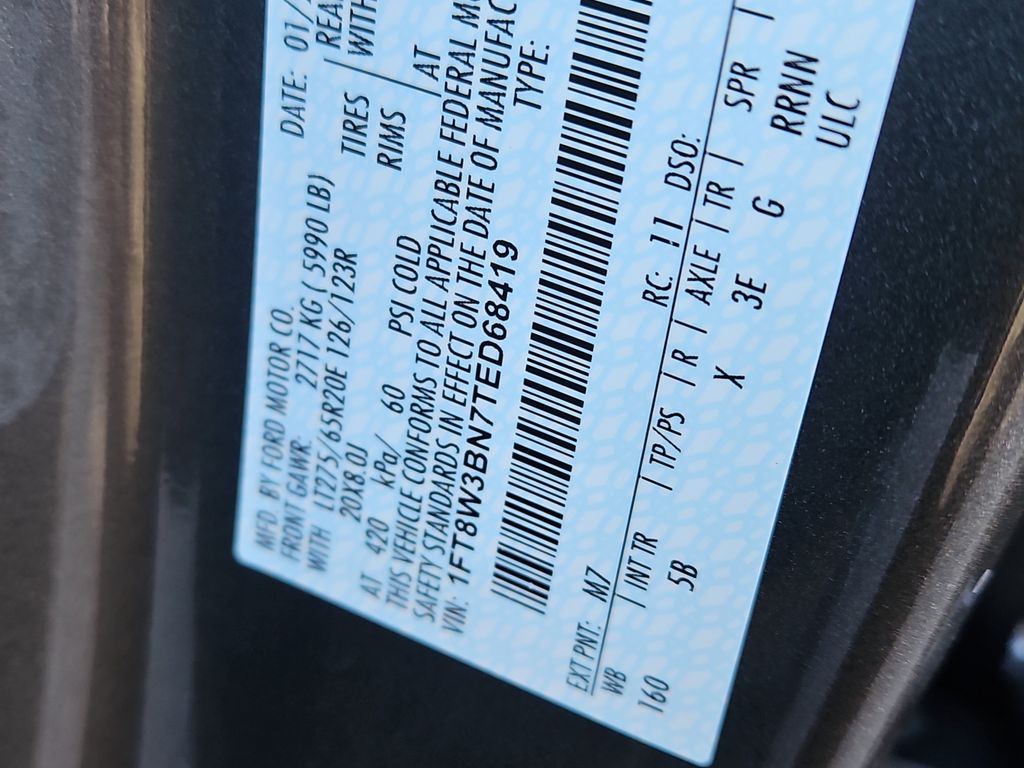 MFD. BY FORD MOTOR CO.
DATE: 01/
FRONT GAWR: 2717 KG ( 5990 LB)
REA
WITH LT275/65R20E 126/123R TIRES
WITH
20X8.0J RIMS
AT 420 kPa/ 60 PSI COLD AT
THIS VEHICLE CONFORMS TO ALL APPLICABLE FEDERAL MO
SAFETY STANDARDS IN EFFECT ON THE DATE OF MANUFAC
VIN: 1FT8W3BN7TED68419 TYPE:
EXT PNT: M7 RC: 11 DSO:
WB | INT TR | TP/PS | R | AXLE | TR | SPR |
160 5B X 3E G RRNN
ULC